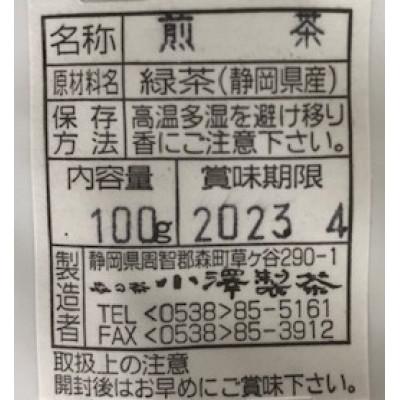 名称 煎茶
原材料名 緑茶(静岡県産)
保存方法 高温多湿を避け移り
香にご注意下さい。
内容量 賞味期限
100g 2023 4
製造者 静岡県周智郡森町草ヶ谷290-1
小澤製茶
TEL <0538>85-5161
FAX <0538>85-3912
取扱上の注意
開封後はお早めにご賞味下さい。